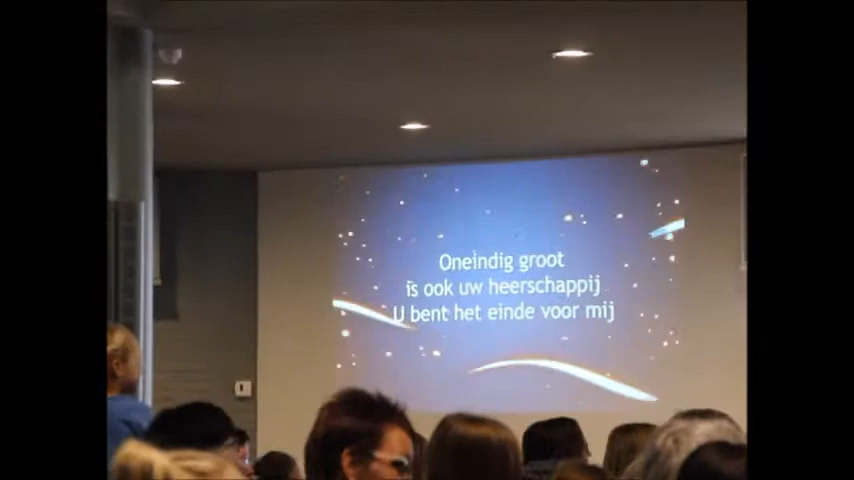 Oneindig groot
is ook uw heerschappij
U bent het einde voor mij